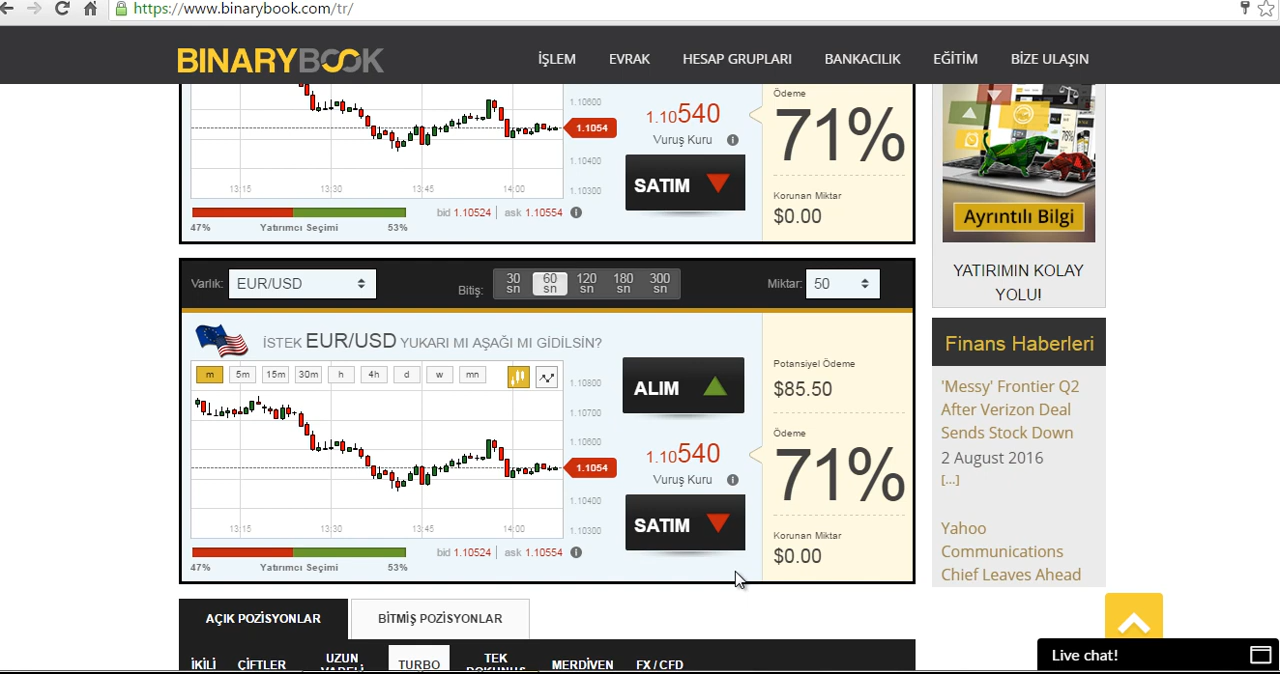 https://www.binarybook.com/tr/
BINARYBOOK
İŞLEM EVRAK HESAP GRUPLARI BANKACILIK EĞİTİM BİZE ULAŞIN
1.10600
1.1054
1.10400
1.10300
13:15 13:30 13:45 14:00
1.10540
Vuruş Kuru
SATIM
Ödeme
71%
Korunan Miktar
$0.00
47% Yatırımcı Seçimi 53%
bid 1.10524 | ask 1.10554
Ayrıntılı Bilgi
YATIRIMIN KOLAY
YOLU!
Varlık: EUR/USD
Bitiş: 30 sn 60 sn 120 sn 180 sn 300 sn
Miktar: 50
İSTEK EUR/USD YUKARI MI AŞAĞI MI GİDİLSİN?
m 5m 15m 30m h 4h d w mn
1.10800
1.10700
1.10600
1.1054
1.10400
1.10300
13:15 13:30 13:45 14:00
ALIM
1.10540
Vuruş Kuru
SATIM
Potansiyel Ödeme
$85.50
Ödeme
71%
Korunan Miktar
$0.00
47% Yatırımcı Seçimi 53%
bid 1.10524 | ask 1.10554
Finans Haberleri
'Messy' Frontier Q2
After Verizon Deal
Sends Stock Down
2 August 2016
[...]
Yahoo
Communications
Chief Leaves Ahead
AÇIK POZİSYONLAR BİTMİŞ POZİSYONLAR
İKİLİ ÇİFTLER UZUN VADELİ TURBO TEK DOKUNUŞ MERDİVEN FX / CFD
Live chat!